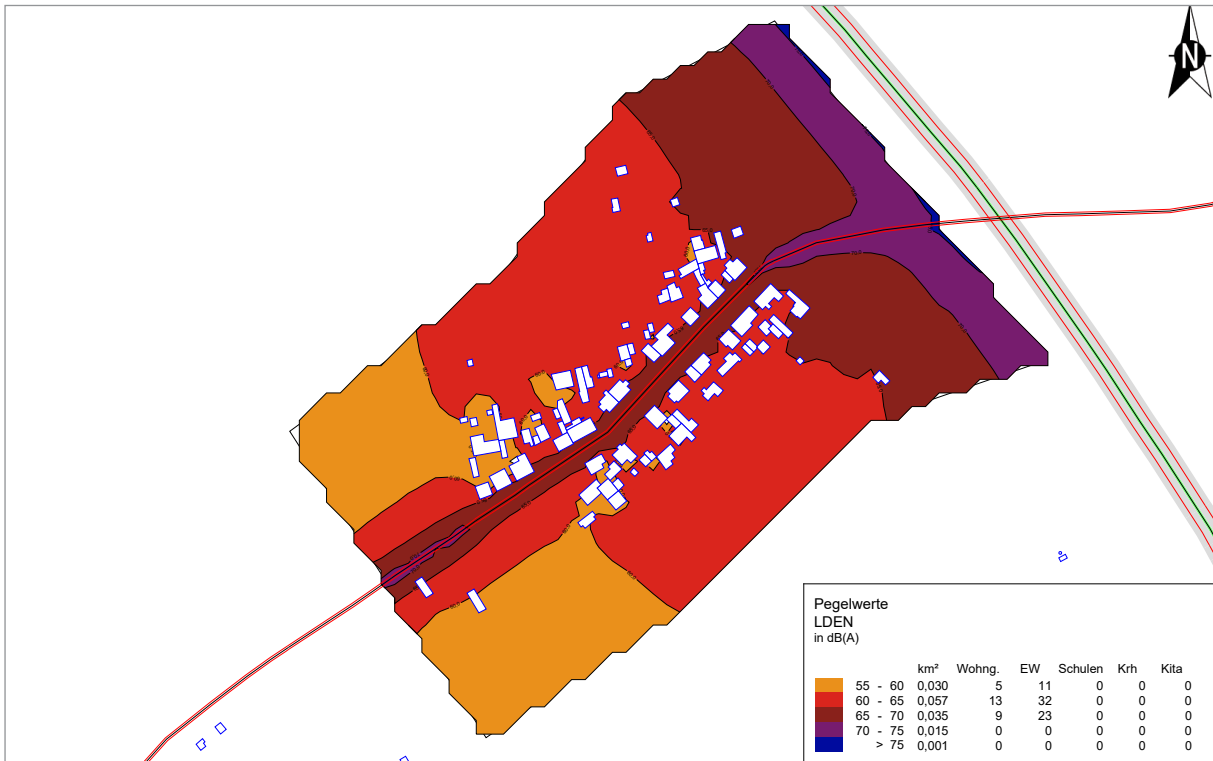 N
Pegelwerte
LDEN
in dB(A)
km² Wohng. EW Schulen Krh Kita
55 - 60 0,030 5 11 0 0 0
60 - 65 0,057 13 32 0 0 0
65 - 70 0,035 9 23 0 0 0
70 - 75 0,015 0 0 0 0 0
> 75 0,001 0 0 0 0 0